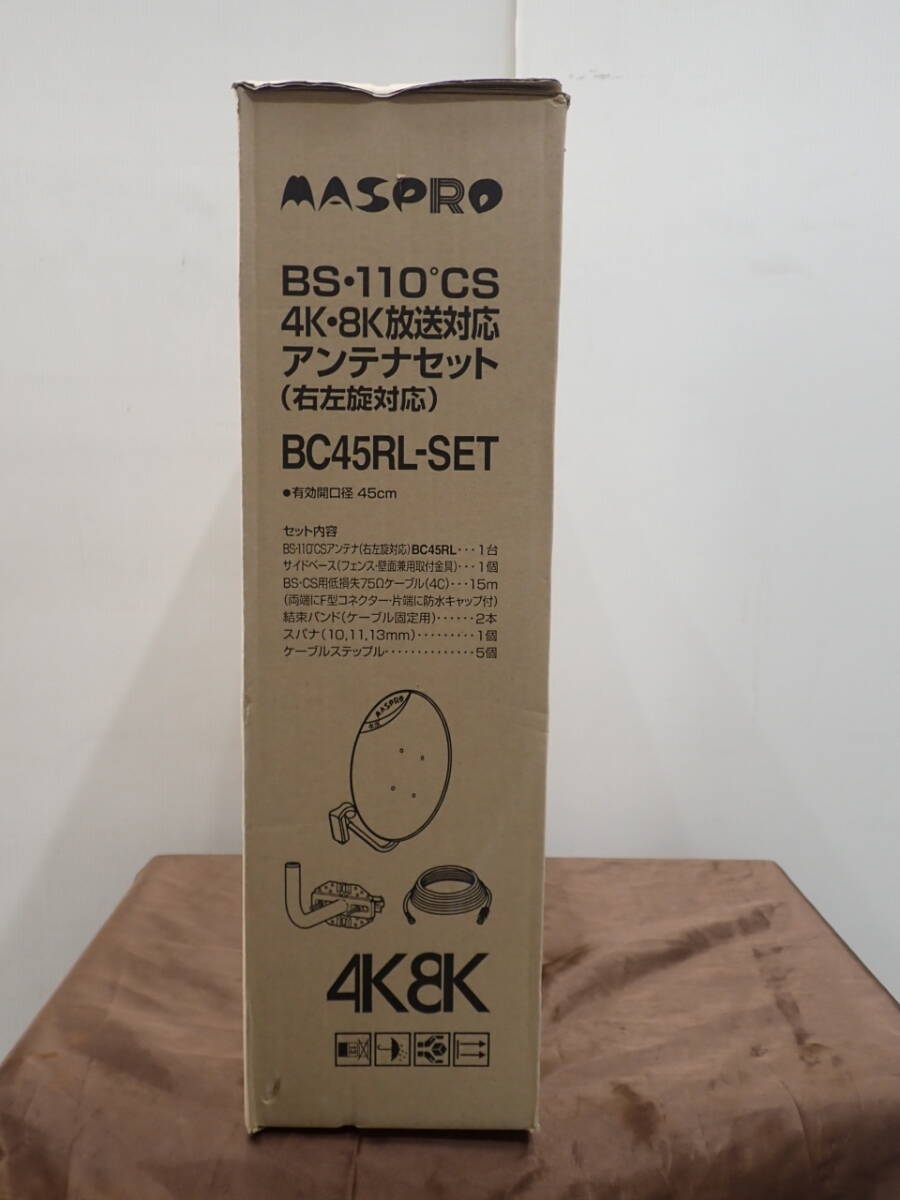 MASPRO
BS・110°CS
4K・8K放送対応
アンテナセット
(右左旋対応)
BC45RL-SET
●有効開口径 45cm
セット内容
BS・110°CSアンテナ(右左旋対応)BC45RL・・・1台
サイドベース(フェンス・壁面兼用取付金具)・・・1個
BS・CS用低損失75Ωケーブル(4C)・・・15m
(両端にF型コネクター・片端に防水キャップ付)
結束バンド(ケーブル固定用)・・・・・・2本
スパナ(10,11,13mm)・・・・・・・・・1個
ケーブルステップル・・・・・・・・・・・・・・5個
MASPRO
4K8K